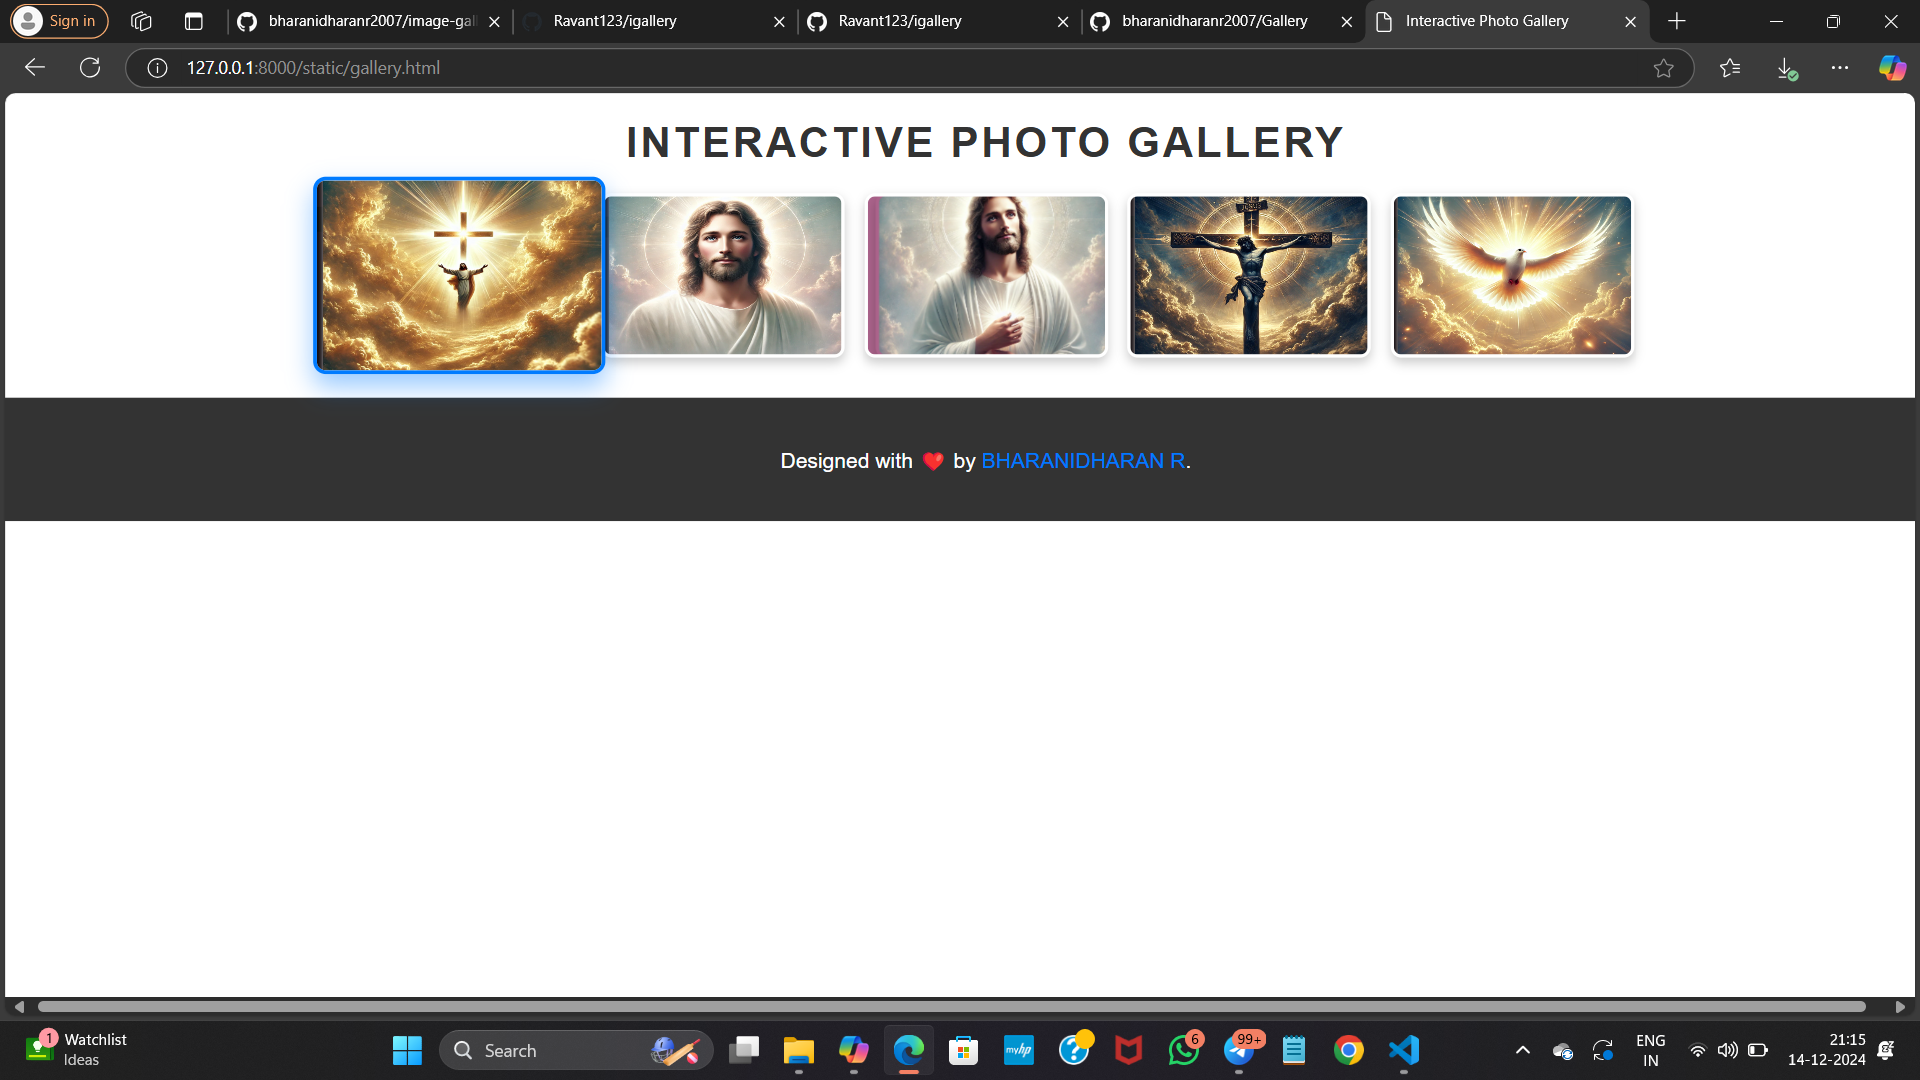 Sign in
bharanidharanr2007/image-gal
Ravant123/igallery
Ravant123/igallery
bharanidharanr2007/Gallery
Interactive Photo Gallery
127.0.0.1:8000/static/gallery.html
INTERACTIVE PHOTO GALLERY
Designed with ❤️ by BHARANIDHARAN R.
1
Watchlist
Ideas
Search
myhp
6
99+
ENG
IN
21:15
14-12-2024